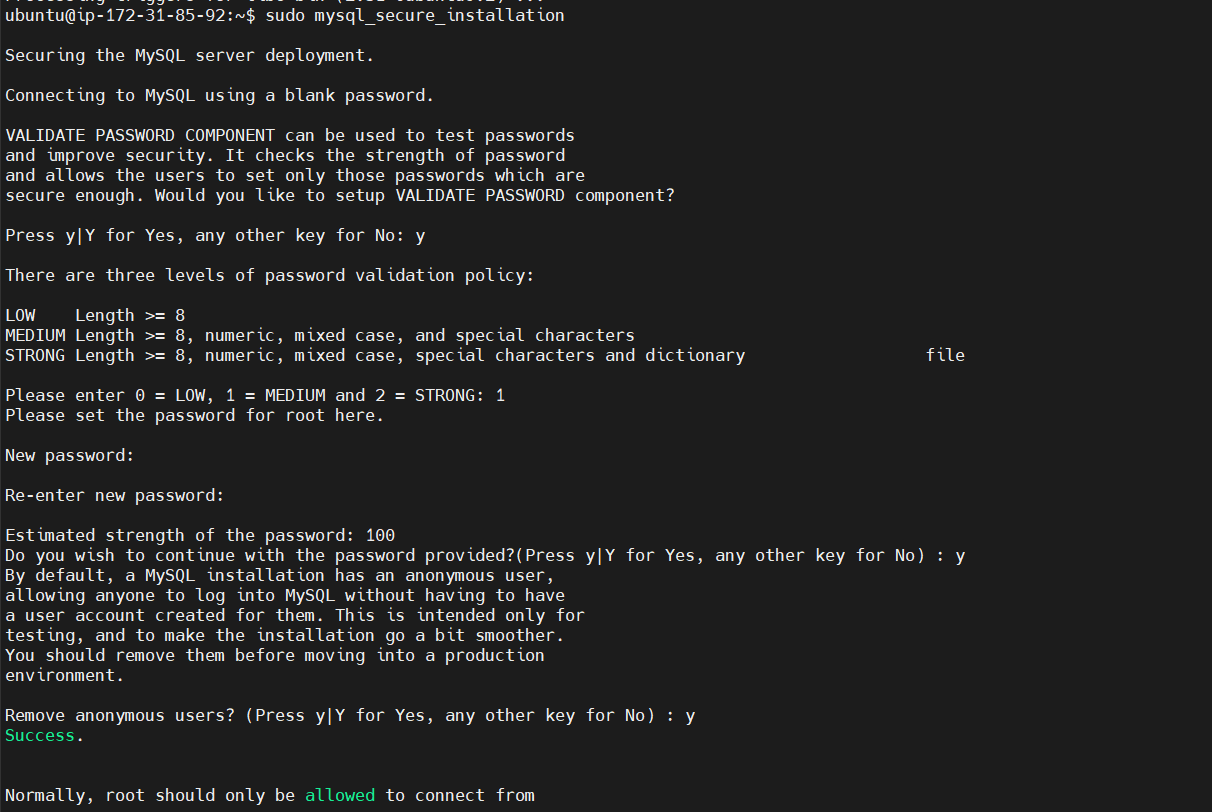 ubuntu@ip-172-31-85-92:~$ sudo mysql_secure_installation
Securing the MySQL server deployment.
Connecting to MySQL using a blank password.
VALIDATE PASSWORD COMPONENT can be used to test passwords
and improve security. It checks the strength of password
and allows the users to set only those passwords which are
secure enough. Would you like to setup VALIDATE PASSWORD component?
Press y|Y for Yes, any other key for No: y
There are three levels of password validation policy:
LOW    Length >= 8
MEDIUM Length >= 8, numeric, mixed case, and special characters
STRONG Length >= 8, numeric, mixed case, special characters and dictionary                  file
Please enter 0 = LOW, 1 = MEDIUM and 2 = STRONG: 1
Please set the password for root here.
New password:
Re-enter new password:
Estimated strength of the password: 100
Do you wish to continue with the password provided?(Press y|Y for Yes, any other key for No) : y
By default, a MySQL installation has an anonymous user,
allowing anyone to log into MySQL without having to have
a user account created for them. This is intended only for
testing, and to make the installation go a bit smoother.
You should remove them before moving into a production
environment.
Remove anonymous users? (Press y|Y for Yes, any other key for No) : y
Success.
Normally, root should only be allowed to connect from